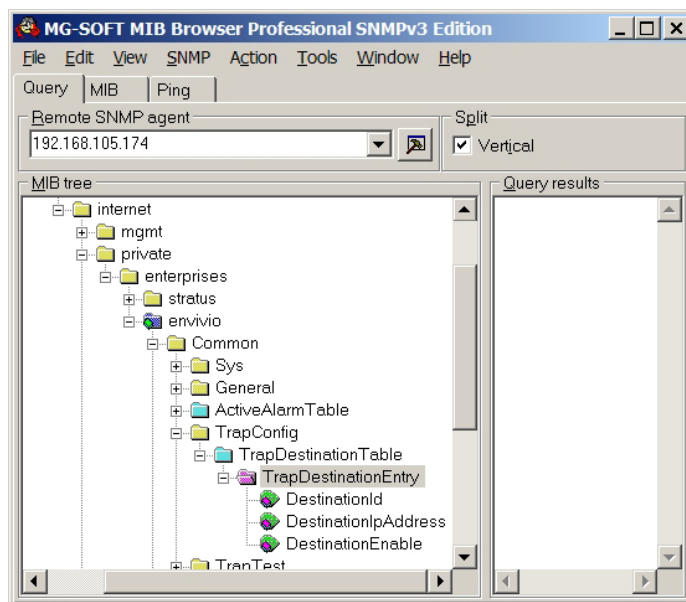 MG-SOFT MIB Browser Professional SNMPv3 Edition
File Edit View SNMP Action Tools Window Help
Query MIB Ping
Remote SNMP agent
Split
192.168.105.174
Vertical
MIB tree
Query results
internet
mgmt
private
enterprises
stratus
envivio
Common
Sys
General
ActiveAlarmTable
TrapConfig
TrapDestinationTable
TrapDestinationEntry
DestinationId
DestinationIpAddress
DestinationEnable
TrapTest